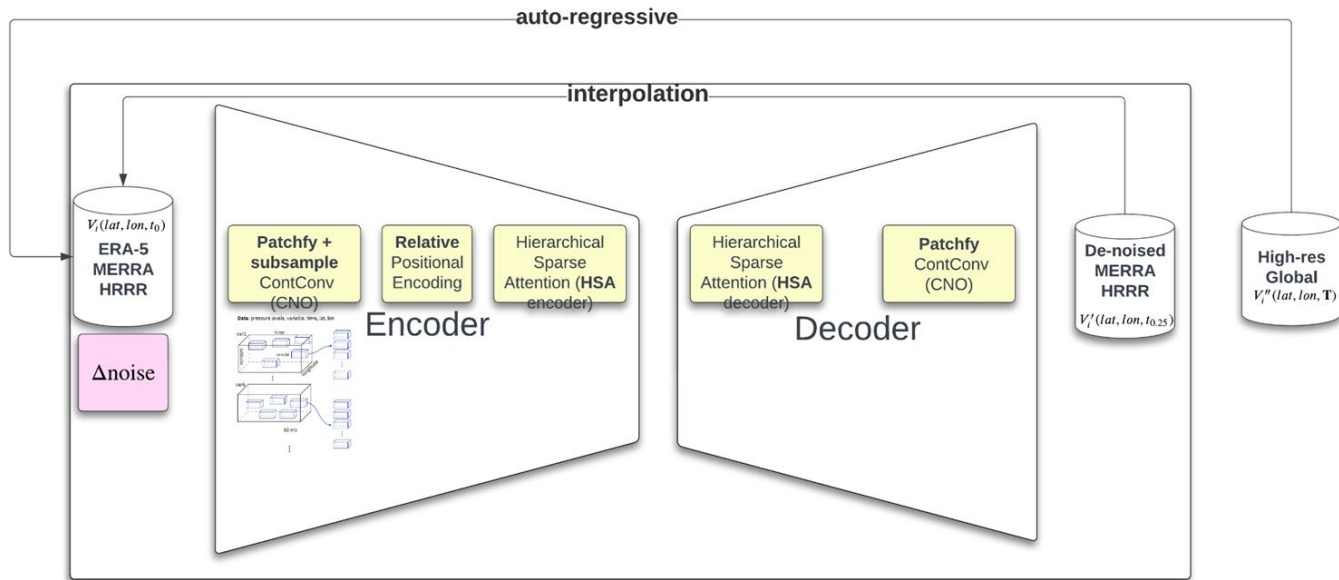 auto-regressive
interpolation
V_i(lat, lon, t_0)
ERA-5
MERRA
HRRR
Δnoise
Patchfy +
subsample
ContConv
(CNO)
Relative
Positional
Encoding
Hierarchical
Sparse
Attention (HSA
encoder)
Encoder
Data: pressure levels, variable, time, lat, lon
time
⋮
⋮
Hierarchical
Sparse
Attention (HSA
decoder)
Patchfy
ContConv
(CNO)
Decoder
De-noised
MERRA
HRRR
V_i'(lat, lon, t_0.25)
High-res
Global
V_i''(lat, lon, T)